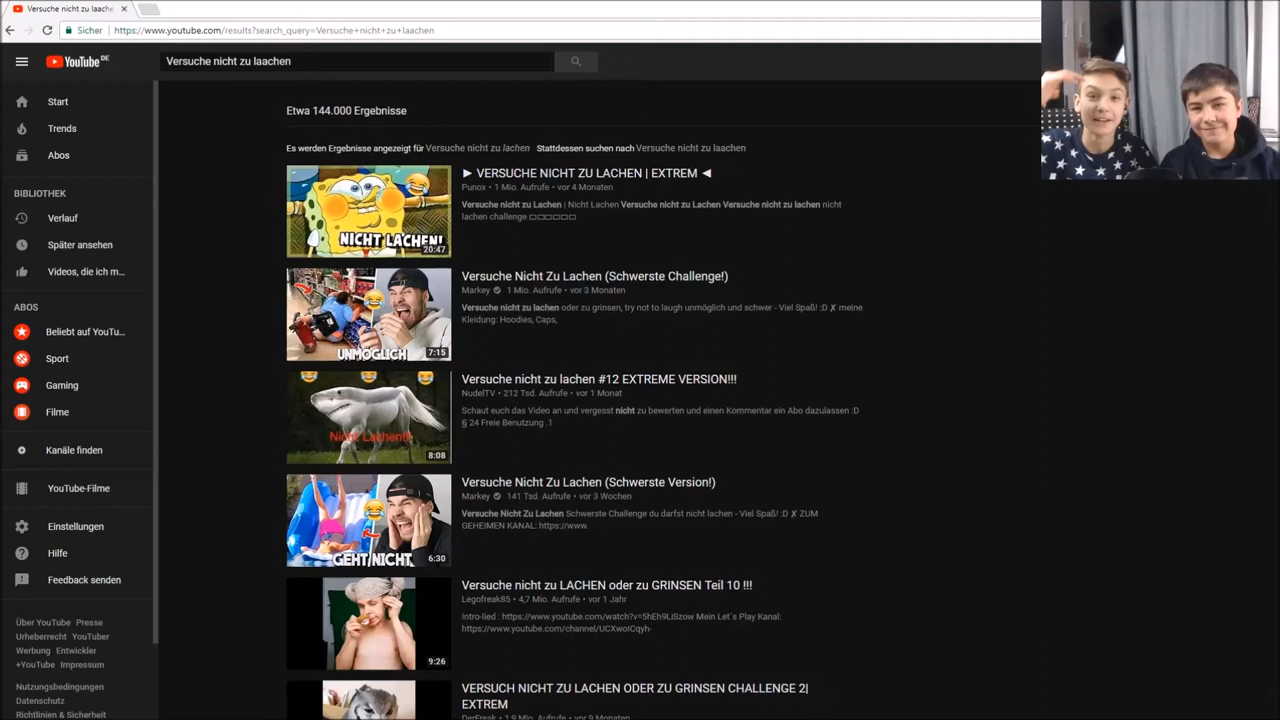 Versuche nicht zu laache
Sicher
https://www.youtube.com/results?search_query=Versuche+nicht+zu+laachen
YouTube DE
Versuche nicht zu laachen
Start
Trends
Abos
BIBLIOTHEK
Verlauf
Später ansehen
Videos, die ich m...
ABOS
Beliebt auf YouTu...
Sport
Gaming
Filme
Kanäle finden
YouTube-Filme
Einstellungen
Hilfe
Feedback senden
Über YouTube Presse
Urheberrecht YouTuber
Werbung Entwickler
+YouTube Impressum
Nutzungsbedingungen
Datenschutz
Richtlinien & Sicherheit
Etwa 144.000 Ergebnisse
Es werden Ergebnisse angezeigt für Versuche nicht zu lachen Stattdessen suchen nach Versuche nicht zu laachen
NICHT LACHEN!
20:47
► VERSUCHE NICHT ZU LACHEN | EXTREM ◄
Punox • 1 Mio. Aufrufe • vor 4 Monaten
Versuche nicht zu Lachen | Nicht Lachen Versuche nicht zu Lachen Versuche nicht zu lachen nicht
lachen challenge □□□□□□
UNMÖGLICH
7:15
Versuche Nicht Zu Lachen (Schwerste Challenge!)
Markey • 1 Mio. Aufrufe • vor 3 Monaten
Versuche nicht zu lachen oder zu grinsen, try not to laugh unmöglich und schwer - Viel Spaß! :D ✗ meine
Kleidung: Hoodies, Caps,
Nicht Lachen!!
8:08
Versuche nicht zu lachen #12 EXTREME VERSION!!!
NudelTV • 212 Tsd. Aufrufe • vor 1 Monat
Schaut euch das Video an und vergesst nicht zu bewerten und einen Kommentar ein Abo dazulassen :D
§ 24 Freie Benutzung .1
GEHT NICHT
6:30
Versuche Nicht Zu Lachen (Schwerste Version!)
Markey 141 Tsd. Aufrufe • vor 3 Wochen
Versuche Nicht Zu Lachen Schwerste Challenge du darfst nicht lachen - Viel Spaß! :D ✗ ZUM
GEHEIMEN KANAL: https://www.
9:26
Versuche nicht zu LACHEN oder zu GRINSEN Teil 10 !!!
Legofreak85 • 4,7 Mio. Aufrufe • vor 1 Jahr
Intro-lied : https://www.youtube.com/watch?v=5hEh9LiSzow Mein Let`s Play Kanal:
https://www.youtube.com/channel/UCXwoICqyh-
VERSUCH NICHT ZU LACHEN ODER ZU GRINSEN CHALLENGE 2|
EXTREM
DerFreak • 1,9 Mio. Aufrufe • vor 9 Monaten